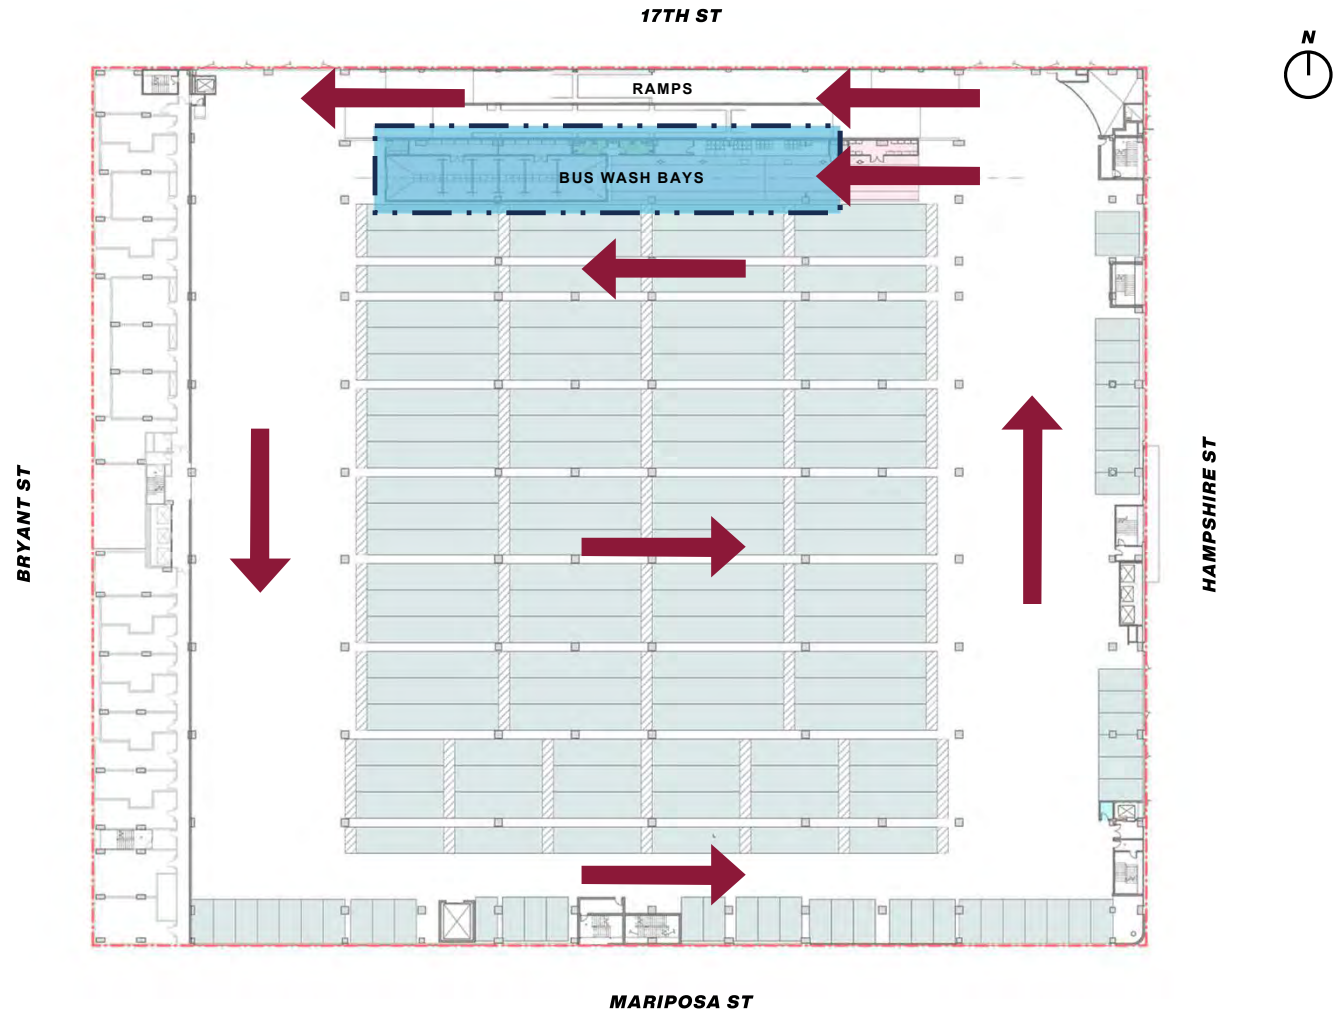 17TH ST
N
RAMPS
BUS WASH BAYS
BRYANT ST
HAMPSHIRE ST
MARIPOSA ST